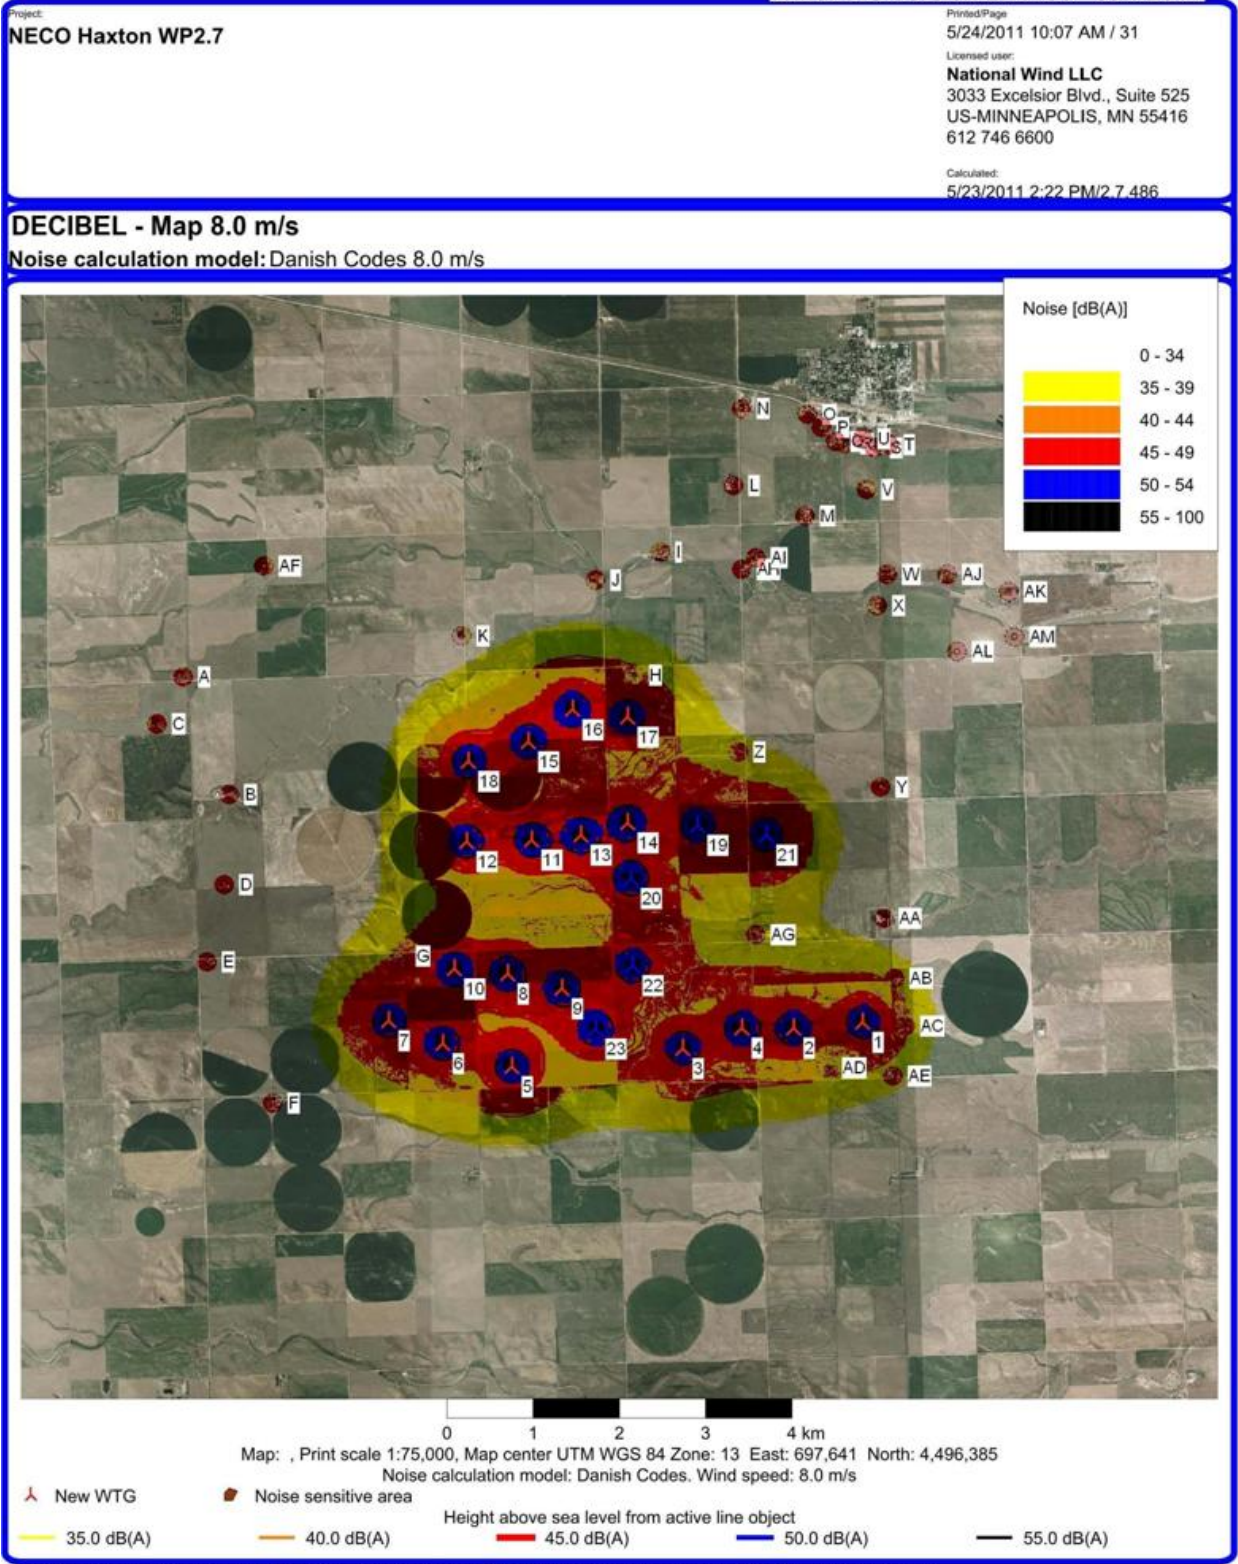 Project:
NECO Haxton WP2.7
Printed/Page
5/24/2011 10:07 AM / 31
Licensed user:
National Wind LLC
3033 Excelsior Blvd., Suite 525
US-MINNEAPOLIS, MN 55416
612 746 6600
Calculated:
5/23/2011 2:22 PM/2.7.486
DECIBEL - Map 8.0 m/s
Noise calculation model: Danish Codes 8.0 m/s
Noise [dB(A)]
0 - 34
35 - 39
40 - 44
45 - 49
50 - 54
55 - 100
N
O
P
U
S
T
L
V
M
I
AI
AF
J
W
AJ
AK
X
K
AM
AL
A
H
C
16
17
15
Z
18
Y
B
14
19
21
12
11
13
D
20
AA
AG
G
E
22
AB
10
8
9
7
23
4
2
1
AC
6
3
AD
AE
5
F
0 1 2 3 4 km
Map: , Print scale 1:75,000, Map center UTM WGS 84 Zone: 13 East: 697,641 North: 4,496,385
Noise calculation model: Danish Codes. Wind speed: 8.0 m/s
New WTG
Noise sensitive area
Height above sea level from active line object
35.0 dB(A) 40.0 dB(A) 45.0 dB(A) 50.0 dB(A) 55.0 dB(A)